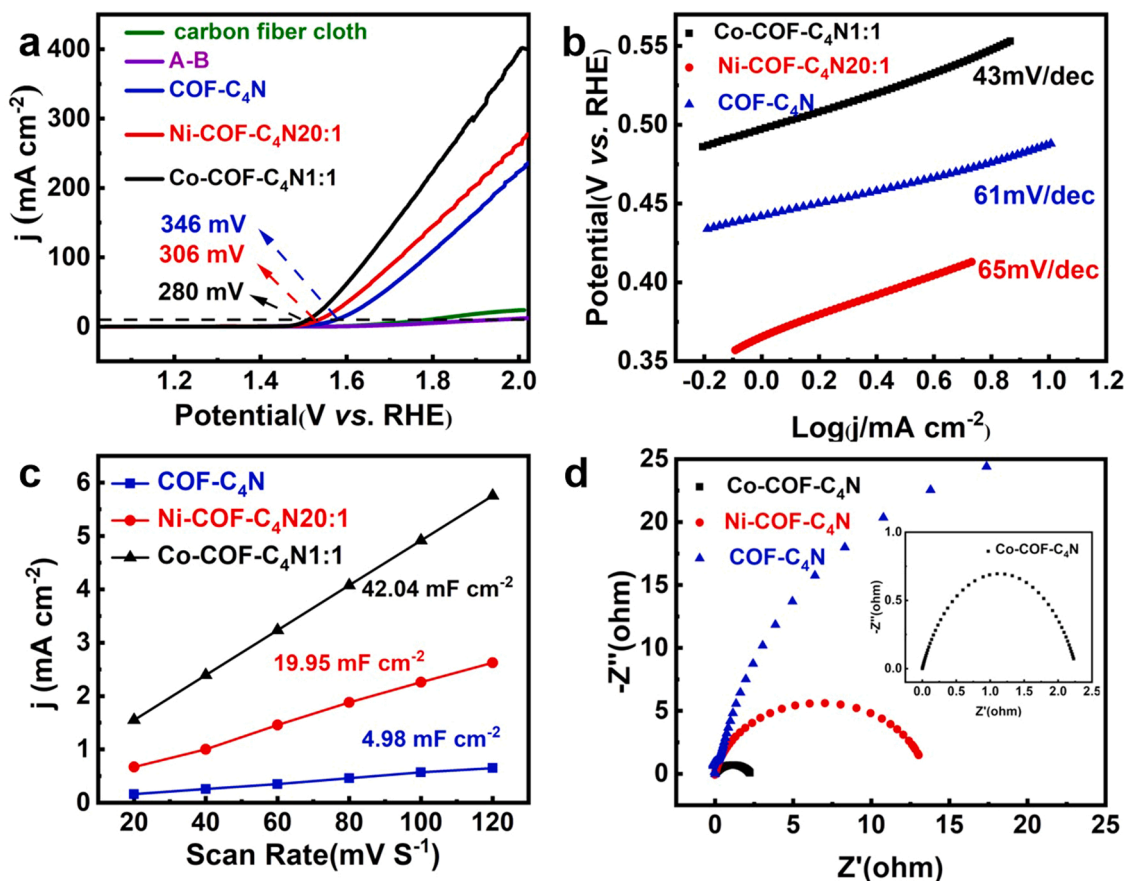 a
carbon fiber cloth
A-B
COF-C₄N
Ni-COF-C₄N20:1
Co-COF-C₄N1:1
346 mV
306 mV
280 mV
400
300
200
100
0
j (mA cm⁻²)
1.2 1.4 1.6 1.8 2.0
Potential(V vs. RHE)
b
Co-COF-C₄N1:1
Ni-COF-C₄N20:1
COF-C₄N
43mV/dec
61mV/dec
65mV/dec
0.55
0.50
0.45
0.40
0.35
Potential(V vs. RHE)
-0.2 0.0 0.2 0.4 0.6 0.8 1.0 1.2
Log(j/mA cm⁻²)
c
COF-C₄N
Ni-COF-C₄N20:1
Co-COF-C₄N1:1
42.04 mF cm⁻²
19.95 mF cm⁻²
4.98 mF cm⁻²
6
5
4
3
2
1
0
j (mA cm⁻²)
20 40 60 80 100 120
Scan Rate(mV S⁻¹)
d
Co-COF-C₄N
Ni-COF-C₄N
COF-C₄N
25
20
15
10
5
0
-Z''(ohm)
0 5 10 15 20 25
Z'(ohm)
Co-COF-C₄N
1.0
0.5
0.0
-Z''(ohm)
0.0 0.5 1.0 1.5 2.0 2.5
Z'(ohm)